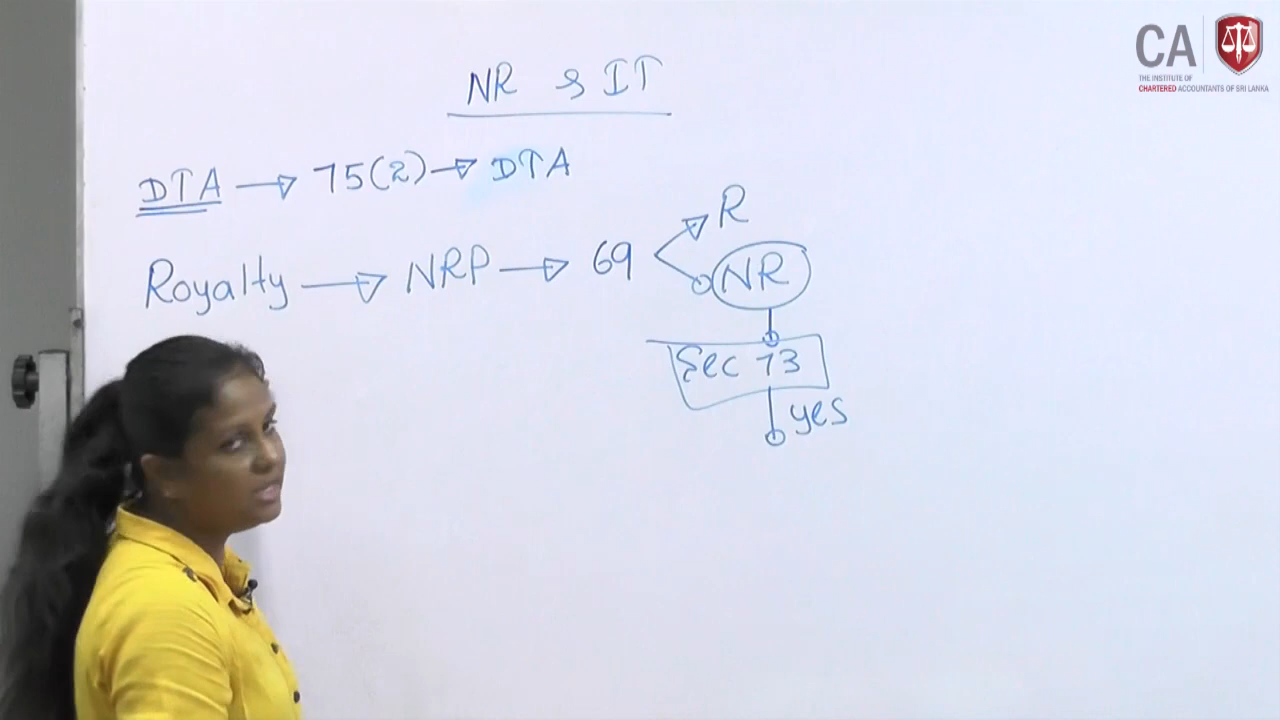 CA
THE INSTITUTE OF
CHARTERED ACCOUNTANTS OF SRI LANKA
NR & IT
DTA → 75(2) → DTA
Royalty → NRP → 69
R
NR
Sec 73
yes